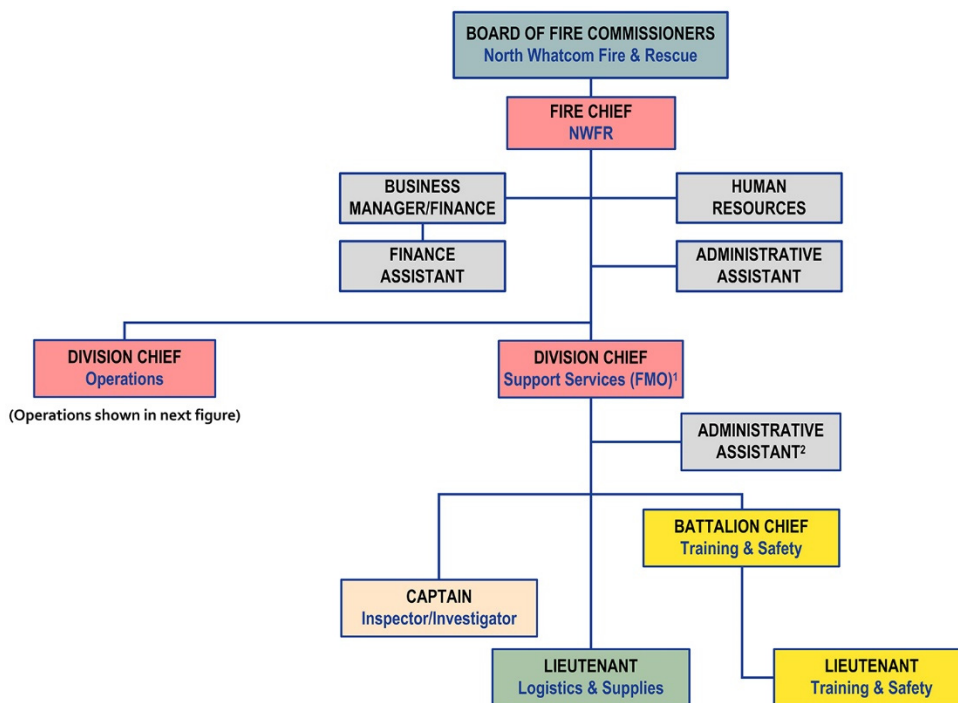 BOARD OF FIRE COMMISSIONERS
North Whatcom Fire & Rescue
FIRE CHIEF
NWFR
BUSINESS
MANAGER/FINANCE
HUMAN
RESOURCES
FINANCE
ASSISTANT
ADMINISTRATIVE
ASSISTANT
DIVISION CHIEF
Operations
(Operations shown in next figure)
DIVISION CHIEF
Support Services (FMO)¹
ADMINISTRATIVE
ASSISTANT²
BATTALION CHIEF
Training & Safety
CAPTAIN
Inspector/Investigator
LIEUTENANT
Logistics & Supplies
LIEUTENANT
Training & Safety